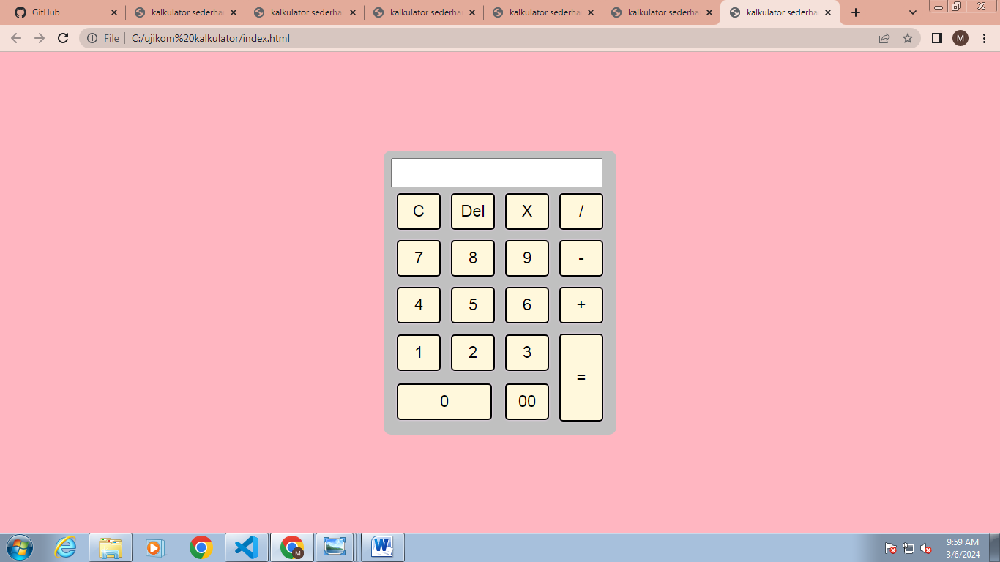 GitHub kalkulator sederha kalkulator sederha kalkulator sederha kalkulator sederha kalkulator sederha kalkulator sederha
File C:/ujikom%20kalkulator/index.html M
C Del X /
7 8 9 -
4 5 6 +
1 2 3
=
0 00
M
9:59 AM
3/6/2024